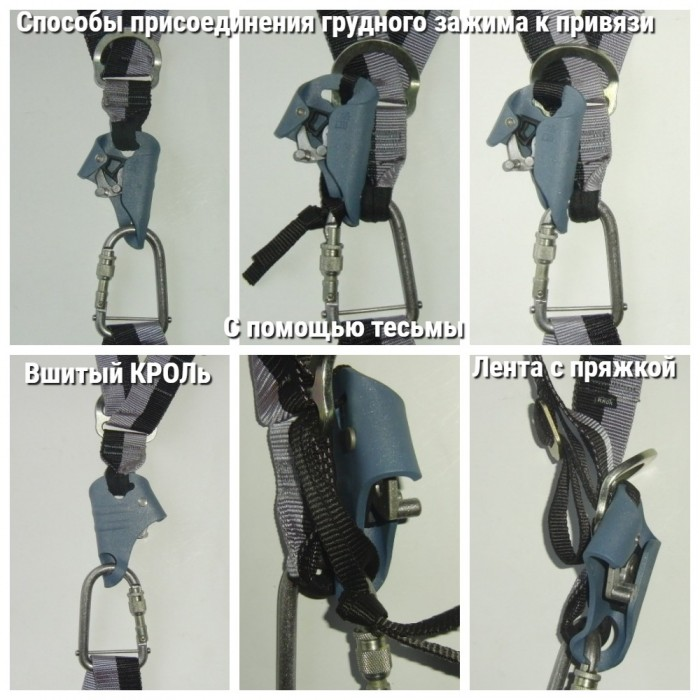 Способы присоединения грудного зажима к привязи
С помощью тесьмы
Вшитый КРОЛЬ
Лента с пряжкой